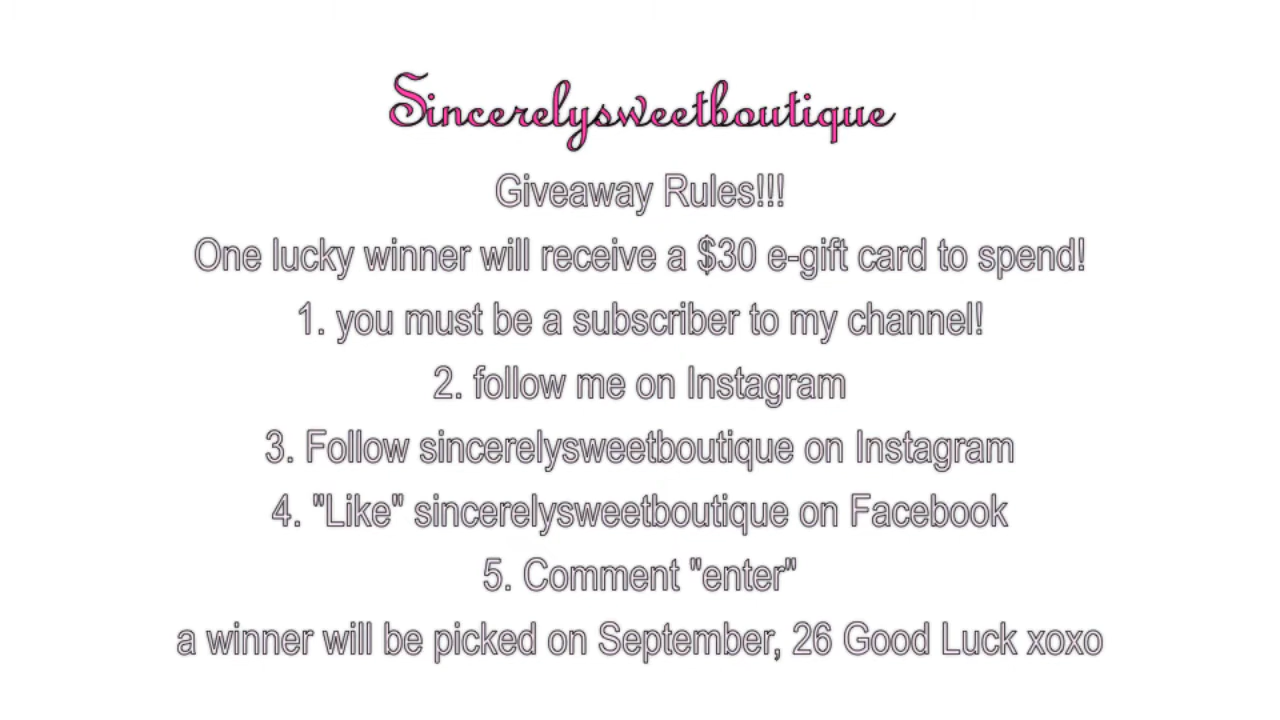 Sincerelysweetboutique
Giveaway Rules!!!
One lucky winner will receive a $30 e-gift card to spend!
1. you must be a subscriber to my channel!
2. follow me on Instagram
3. Follow sincerelysweetboutique on Instagram
4. "Like" sincerelysweetboutique on Facebook
5. Comment "enter"
a winner will be picked on September, 26 Good Luck xoxo